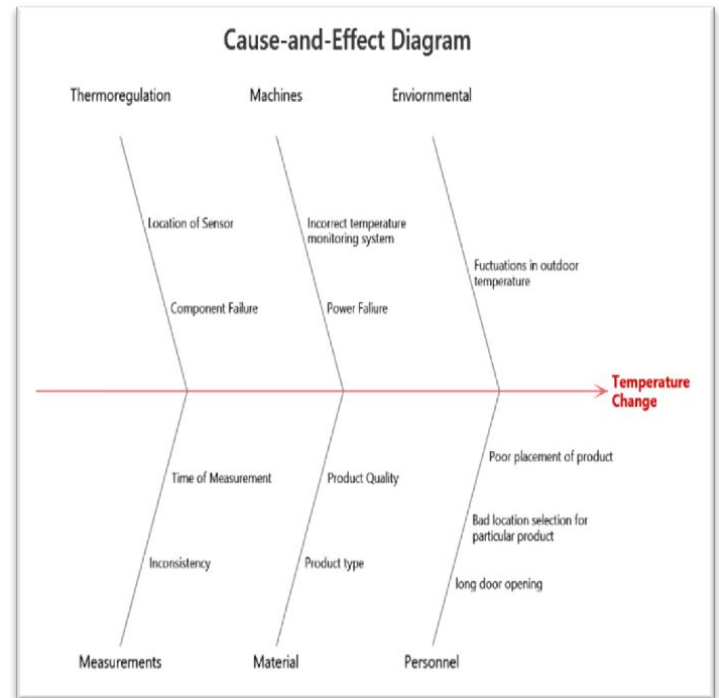 Cause-and-Effect Diagram
Thermoregulation
Machines
Enviornmental
Location of Sensor
Incorrect temperature
monitoring system
Fuctuations in outdoor
temperature
Component Failure
Power Faliure
Temperature
Change
Poor placement of product
Time of Measurement
Product Quality
Bad location selection for
particular product
Inconsistency
Product type
long door opening
Measurements
Material
Personnel